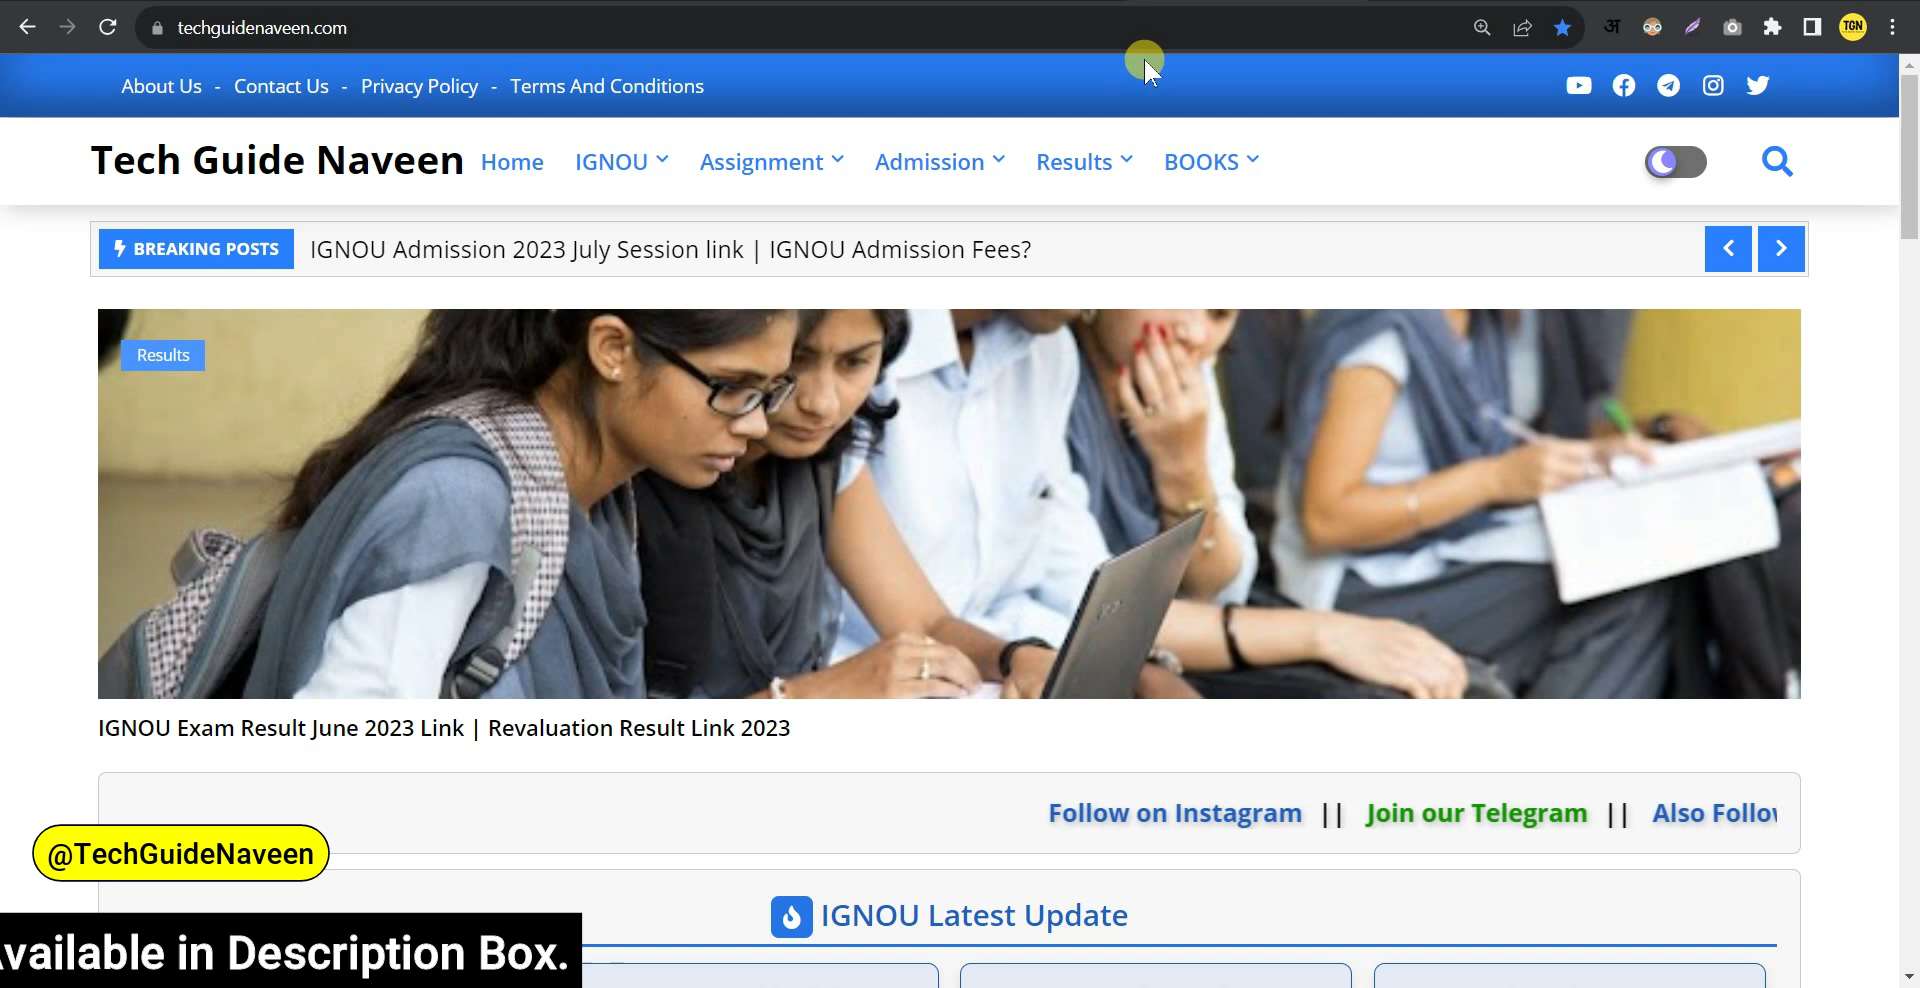 techguidenaveen.com
अ
TGN
About Us - Contact Us - Privacy Policy - Terms And Conditions
Tech Guide Naveen Home IGNOU Assignment Admission Results BOOKS
BREAKING POSTS IGNOU Admission 2023 July Session link | IGNOU Admission Fees?
Results
IGNOU Exam Result June 2023 Link | Revaluation Result Link 2023
Follow on Instagram || Join our Telegram || Also Follow
@TechGuideNaveen
IGNOU Latest Update
vailable in Description Box.